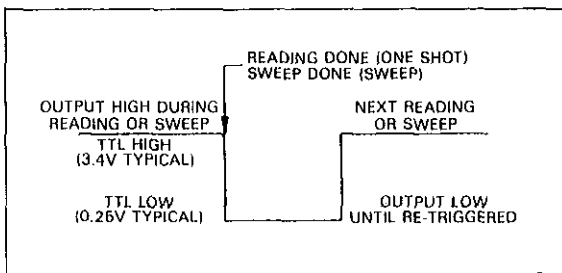 READING DONE (ONE SHOT)
SWEEP DONE (SWEEP)
OUTPUT HIGH DURING
READING OR SWEEP
NEXT READING
OR SWEEP
TTL HIGH
(3.4V TYPICAL)
TTL LOW
(0.25V TYPICAL)
OUTPUT LOW
UNTIL RE-TRIGGERED